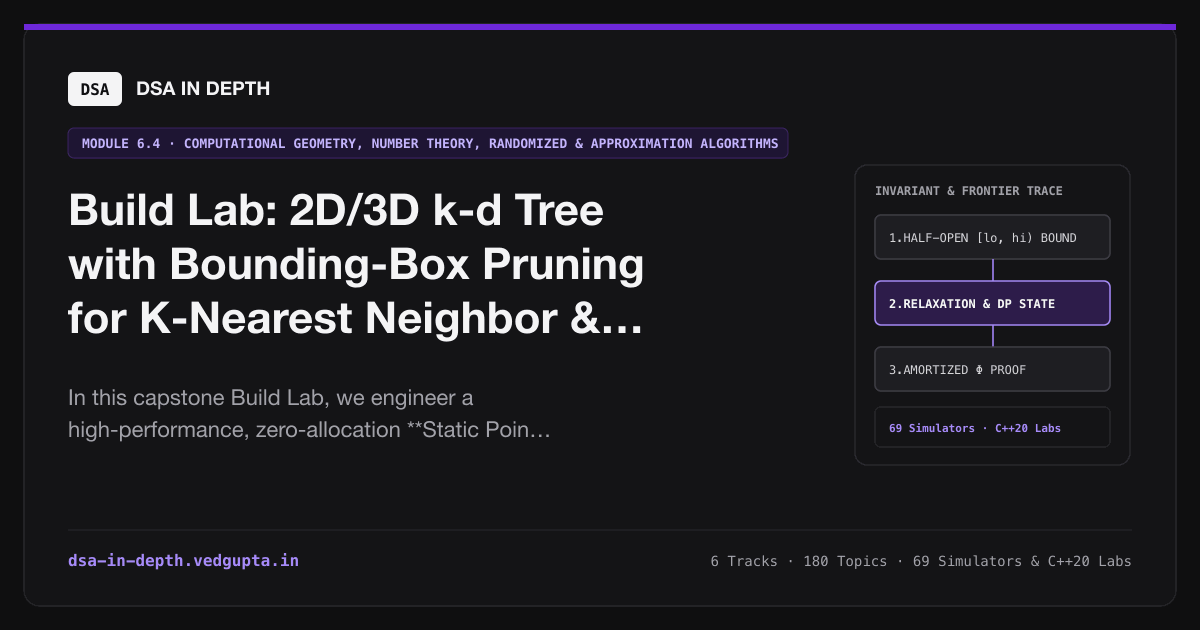 DSA
DSA IN DEPTH
MODULE 6.4 · COMPUTATIONAL GEOMETRY, NUMBER THEORY, RANDOMIZED & APPROXIMATION ALGORITHMS
Build Lab: 2D/3D k-d Tree
with Bounding-Box Pruning
for K-Nearest Neighbor &...
In this capstone Build Lab, we engineer a
high-performance, zero-allocation **Static Poin...
INVARIANT & FRONTIER TRACE
1.HALF-OPEN [lo, hi) BOUND
2.RELAXATION & DP STATE
3.AMORTIZED Φ PROOF
69 Simulators · C++20 Labs
dsa-in-depth.vedgupta.in
6 Tracks · 180 Topics · 69 Simulators & C++20 Labs